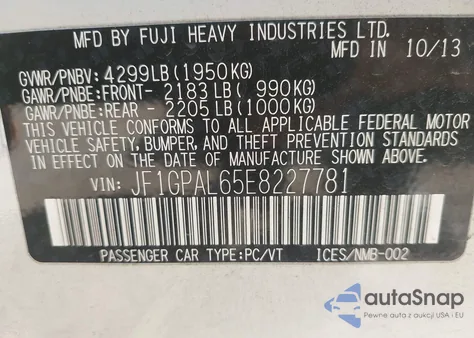 MFD BY FUJI HEAVY INDUSTRIES LTD.
10/13
GVWR/PNBV: 4299LB(1950KG)
GAWR/PNBE:FRONT- 2183LB( 990KG)
GAWR/PNBE:REAR - 2205LB(1000KG)
THIS VEHICLE CONFORMS TO ALL APPLICABLE FEDERAL MOTOR
VEHICLE SAFETY, BUMPER, AND THEFT PREVENTION STANDARDS
IN EFFECT ON THE DATE OF MANUFACTURE SHOWN ABOVE.
VIN: JF1GPAL65E8227781
PASSENGER CAR TYPE:PC/VT ICES/NMB-002
autoSnap
Pewne auta z aukcji USA i EU